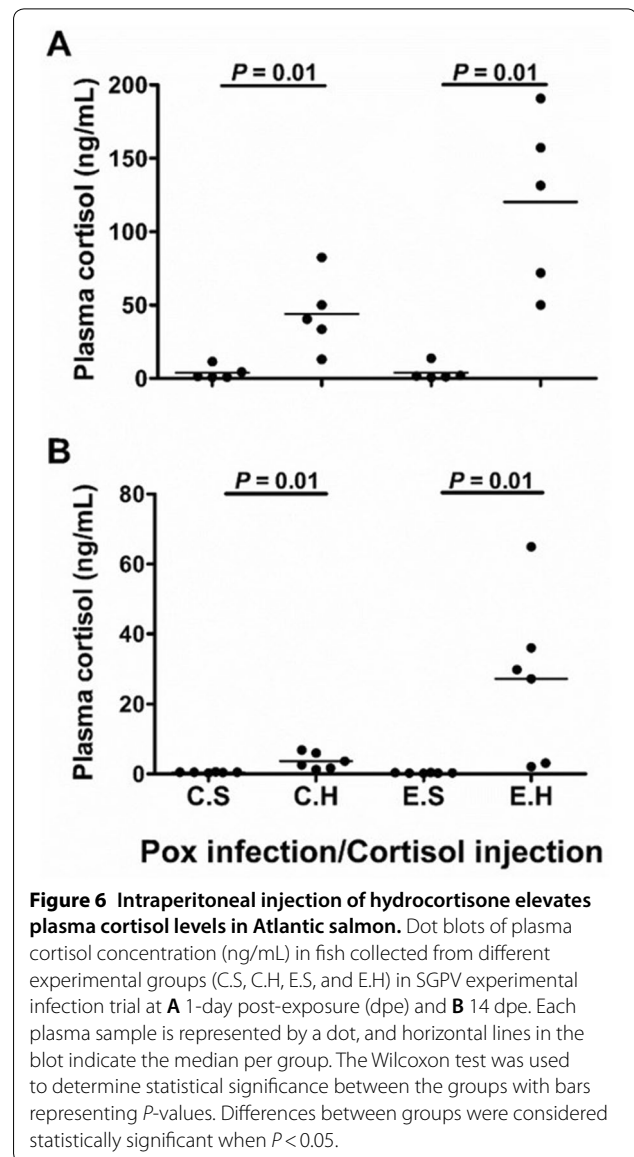 A
P = 0.01
P = 0.01
Plasma cortisol (ng/mL)
200
150
100
50
0
B
P = 0.01
P = 0.01
Plasma cortisol (ng/mL)
80
60
40
20
0
C.S
C.H
E.S
E.H
Pox infection/Cortisol injection
Figure 6 Intraperitoneal injection of hydrocortisone elevates
plasma cortisol levels in Atlantic salmon. Dot blots of plasma
cortisol concentration (ng/mL) in fish collected from different
experimental groups (C.S, C.H, E.S, and E.H) in SGPV experimental
infection trial at A 1-day post-exposure (dpe) and B 14 dpe. Each
plasma sample is represented by a dot, and horizontal lines in the
blot indicate the median per group. The Wilcoxon test was used
to determine statistical significance between the groups with bars
representing P-values. Differences between groups were considered
statistically significant when P < 0.05.